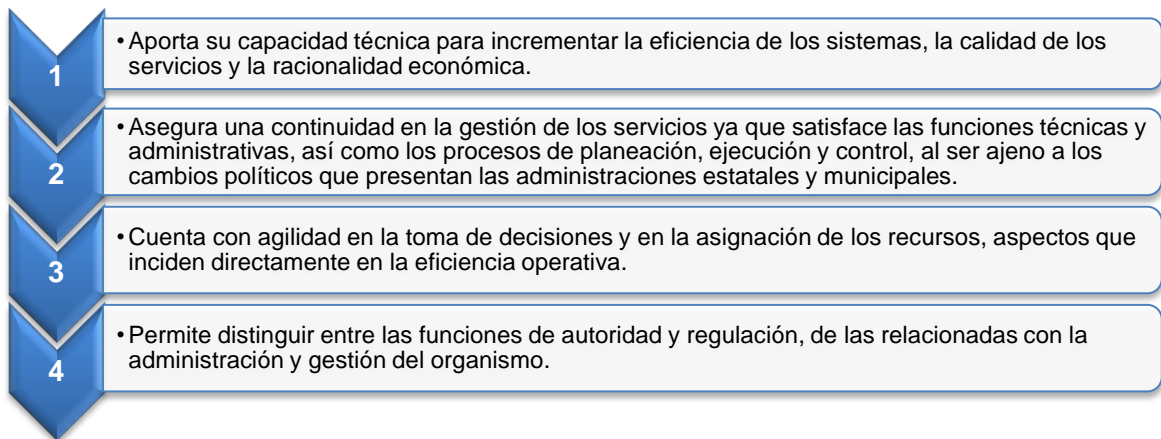 1
•Aporta su capacidad técnica para incrementar la eficiencia de los sistemas, la calidad de los
servicios y la racionalidad económica.
2
•Asegura una continuidad en la gestión de los servicios ya que satisface las funciones técnicas y
administrativas, así como los procesos de planeación, ejecución y control, al ser ajeno a los
cambios políticos que presentan las administraciones estatales y municipales.
3
•Cuenta con agilidad en la toma de decisiones y en la asignación de los recursos, aspectos que
inciden directamente en la eficiencia operativa.
4
•Permite distinguir entre las funciones de autoridad y regulación, de las relacionadas con la
administración y gestión del organismo.